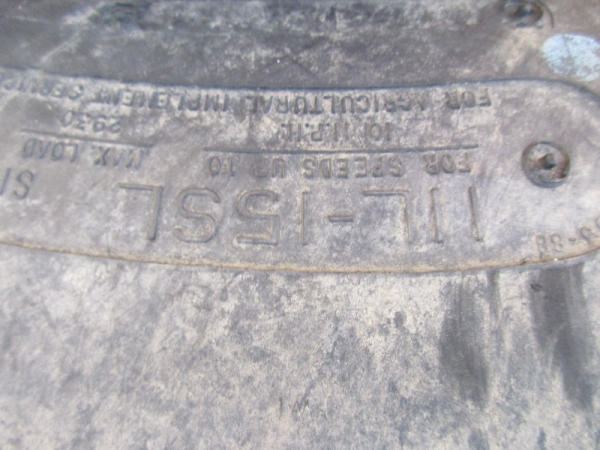 11L-15SL
FOR SPEEDS UP TO MAX. LOAD
10 M.P.H. 2930
FOR AGRICULTURAL IMPLEMENT